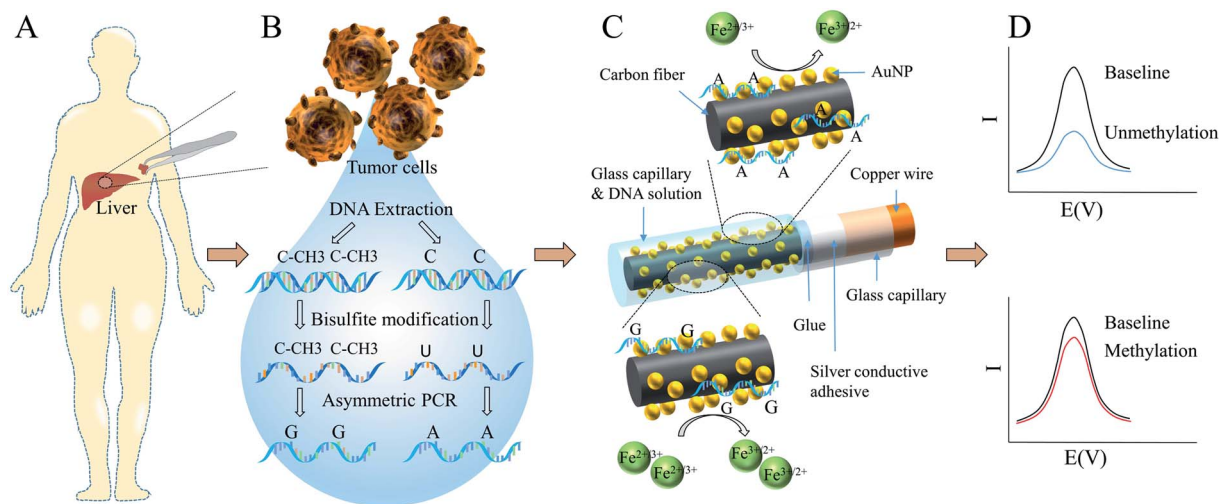 A
Liver
B
Tumor cells
DNA Extraction
C-CH3 C-CH3
C C
Bisulfite modification
C-CH3 C-CH3
U U
Asymmetric PCR
G G
A A
C
Fe2+/3+
Fe3+/2+
Carbon fiber
AuNP
A A
A
A
A A
Glass capillary
& DNA solution
Copper wire
Glass capillary
Glue
Silver conductive
adhesive
G G
G G
Fe2+/3+
Fe2+/3+
Fe3+/2+
Fe3+/2+
D
I
Baseline
Unmethylation
E(V)
I
Baseline
Methylation
E(V)